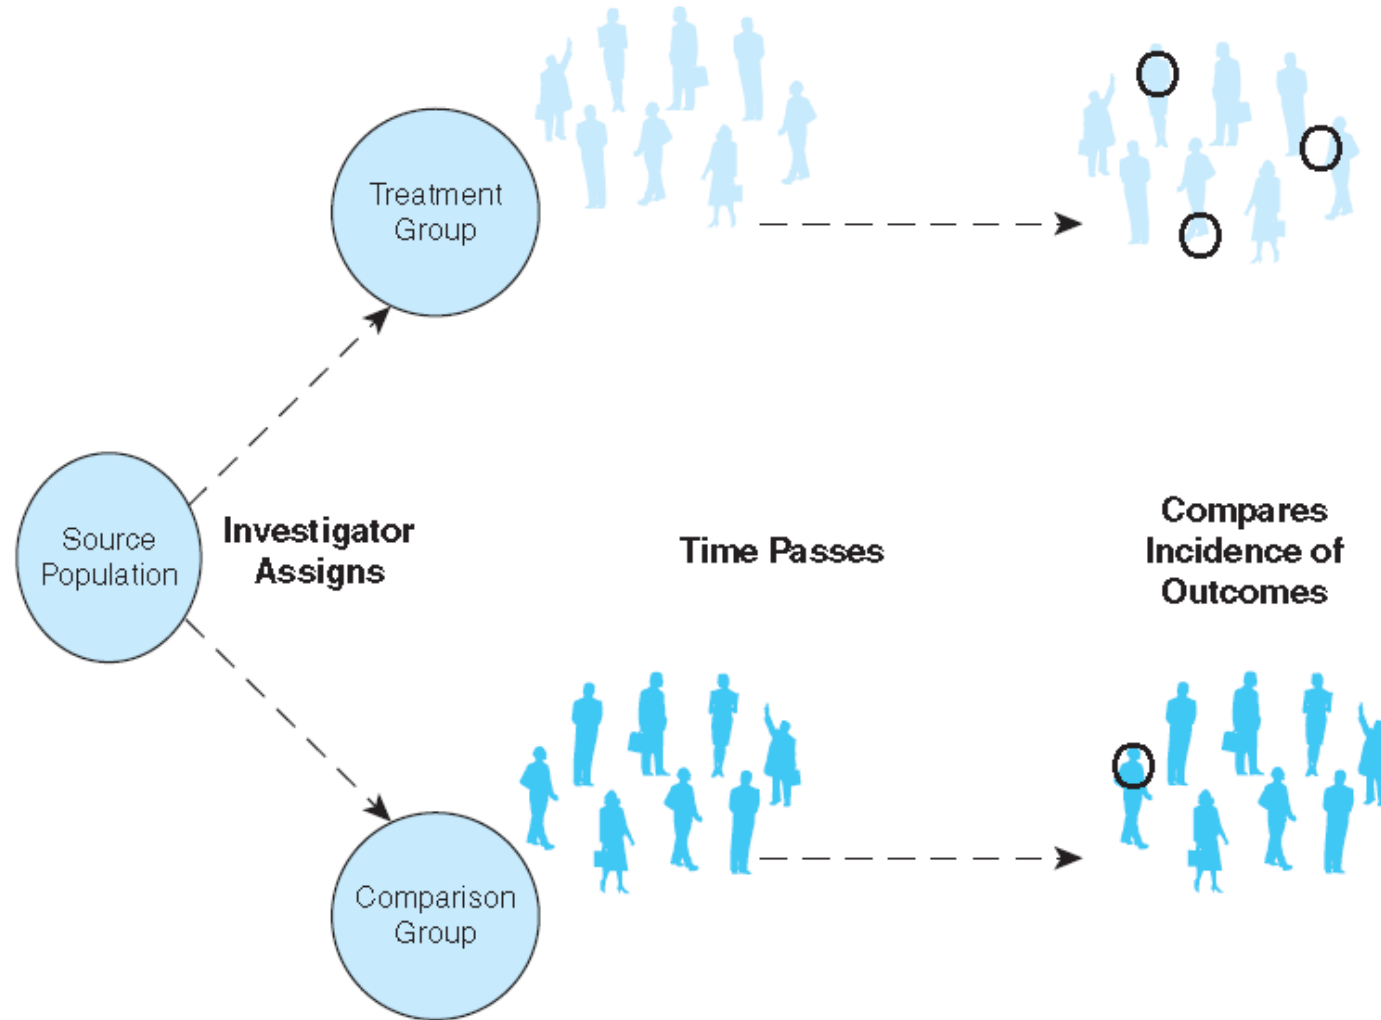 Treatment
Group
Source
Population
Investigator
Assigns
Time Passes
Compares
Incidence of
Outcomes
Comparison
Group